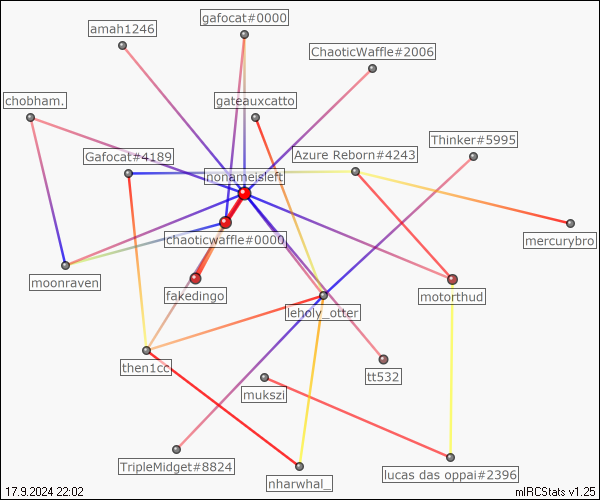 gafocat#0000
amah1246
ChaoticWaffle#2006
chobham.
gateauxcatto
Thinker#5995
Gafocat#4189
Azure Reborn#4243
nonameisleft
chaoticwaffle#0000
mercurybro
moonraven
fakedingo
motorthud
leholy_otter
then1cc
tt532
mukszi
TripleMidget#8824
lucas das oppai#2396
nharwhal_
17.9.2024 22:02
mIRCStats v1.25